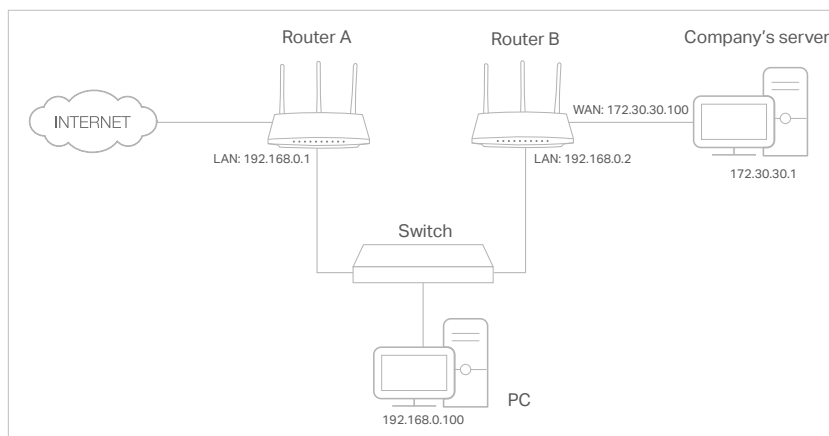 Router A
Router B
Company's server
INTERNET
WAN: 172.30.30.100
LAN: 192.168.0.1
LAN: 192.168.0.2
172.30.30.1
Switch
PC
192.168.0.100